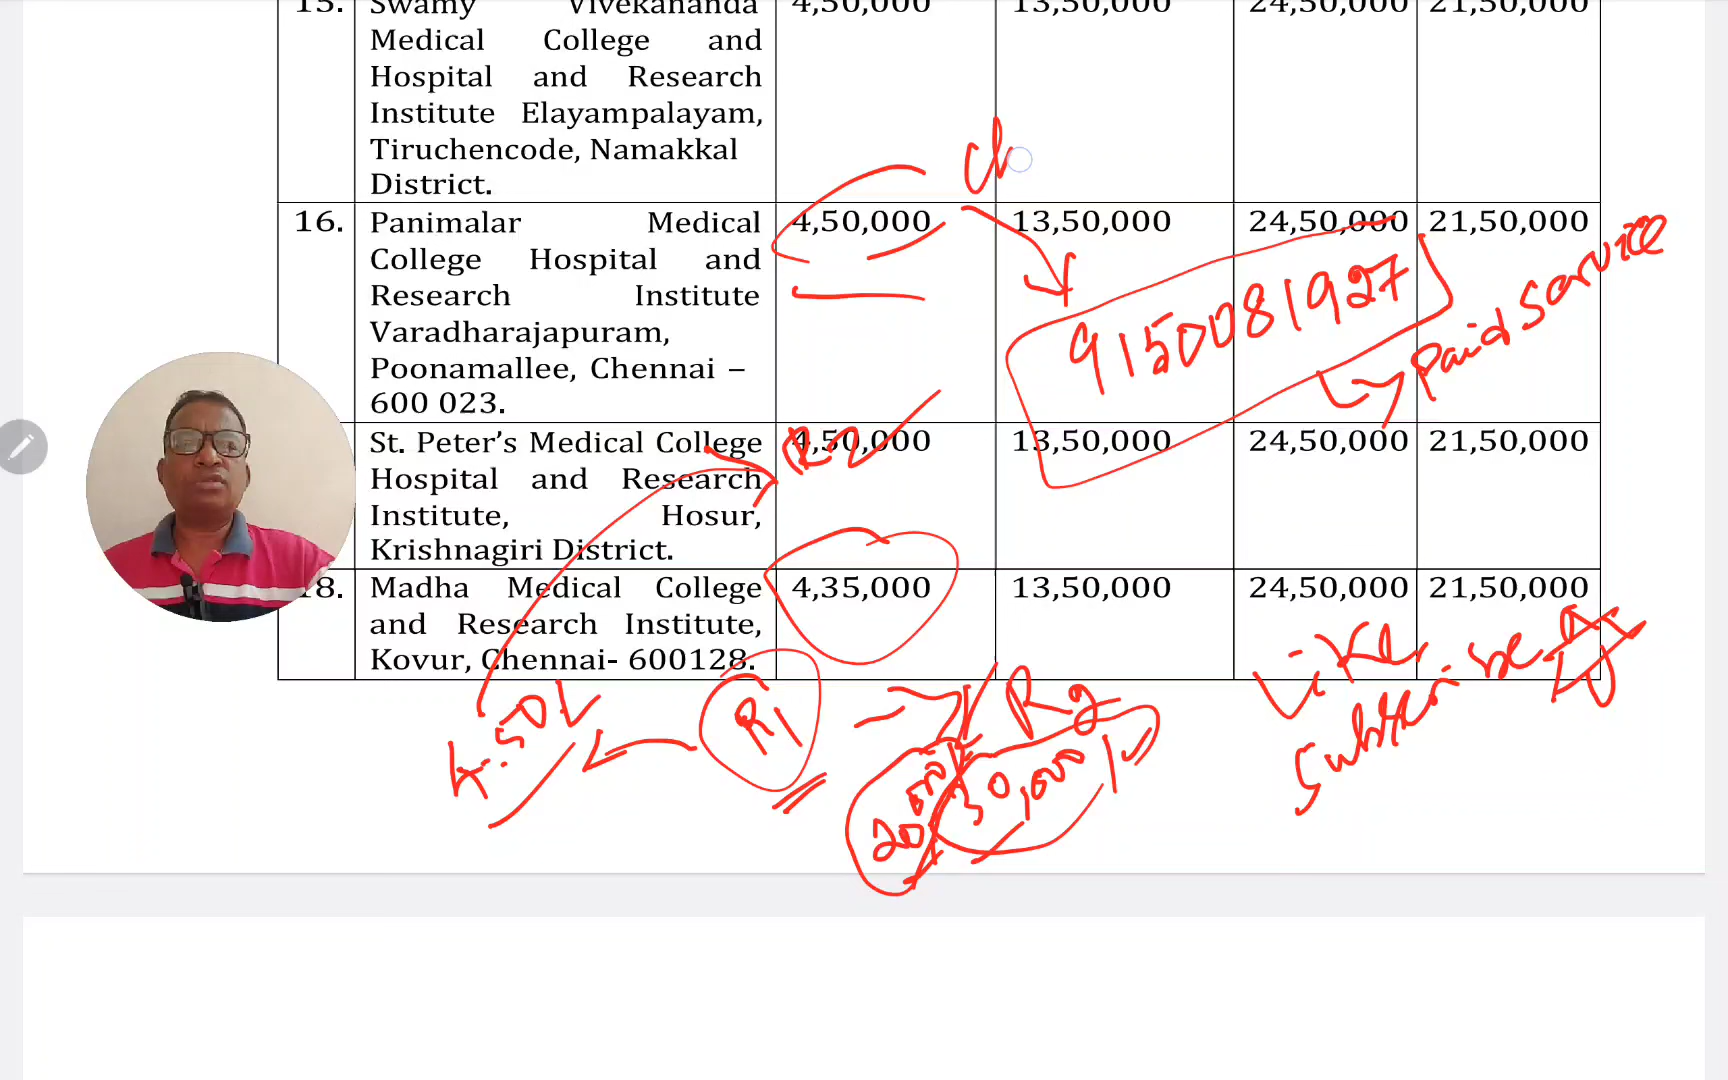 15. Swamy Vivekananda 4,50,000 13,50,000 24,50,000 21,50,000
Medical College and
Hospital and Research
Institute Elayampalayam,
Tiruchencode, Namakkal
District.
16. Panimalar Medical 4,50,000 13,50,000 24,50,000 21,50,000
College Hospital and
Research Institute
Varadharajapuram,
Poonamallee, Chennai –
600 023.
St. Peter's Medical College 4,50,000 13,50,000 24,50,000 21,50,000
Hospital and Research
Institute, Hosur,
Krishnagiri District.
18. Madha Medical College 4,35,000 13,50,000 24,50,000 21,50,000
and Research Institute,
Kovur, Chennai- 600128.
Ch
9150081927
Paid Service
R2
4.50L
R1
30,000
Like
Subscribe